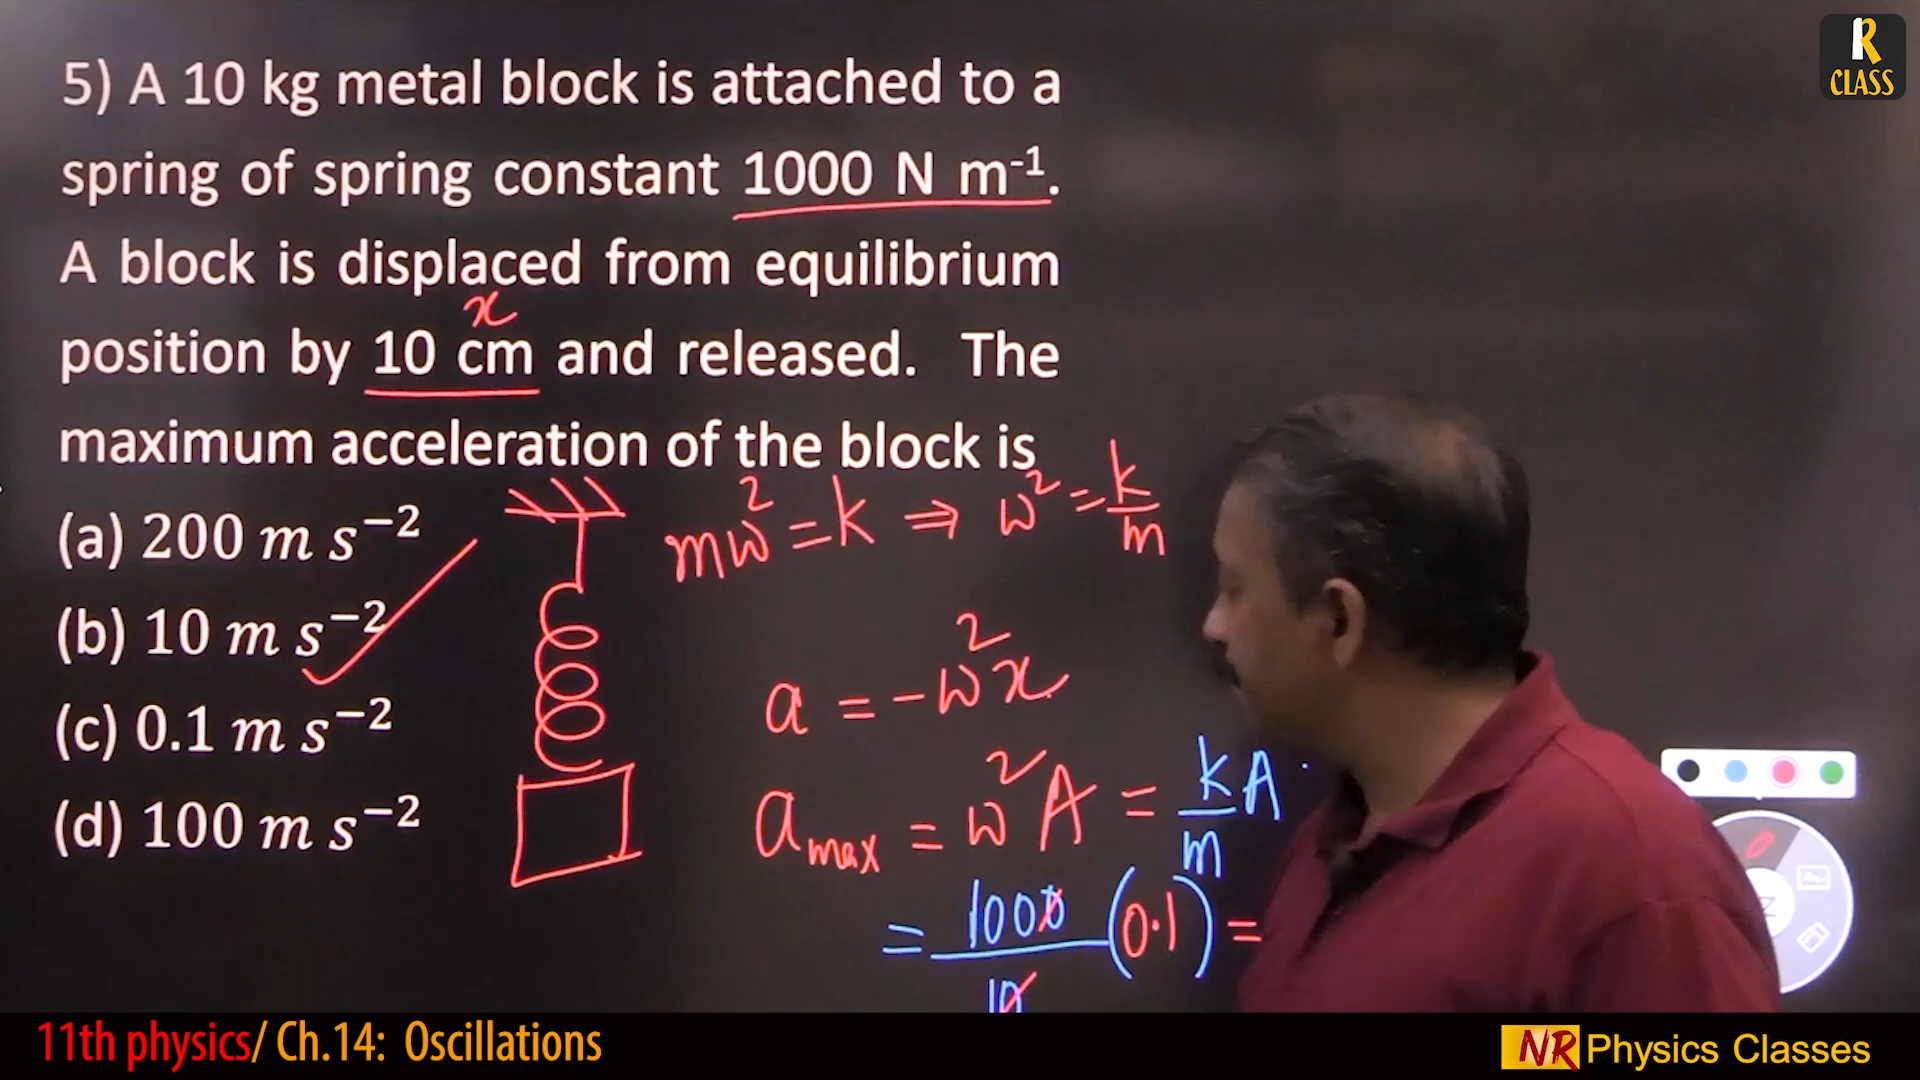 R
CLASS
5) A 10 kg metal block is attached to a
spring of spring constant 1000 N m⁻¹.
A block is displaced from equilibrium
x
position by 10 cm and released. The
maximum acceleration of the block is
(a) 200 m s⁻²
mω² = k ⇒ ω² = k/m
(b) 10 m s⁻²
a = -ω²x
(c) 0.1 m s⁻²
a max = ω²A = k/m A
(d) 100 m s⁻²
= 1000/10 (0.1) =
11th physics/ Ch.14: Oscillations
NR Physics Classes